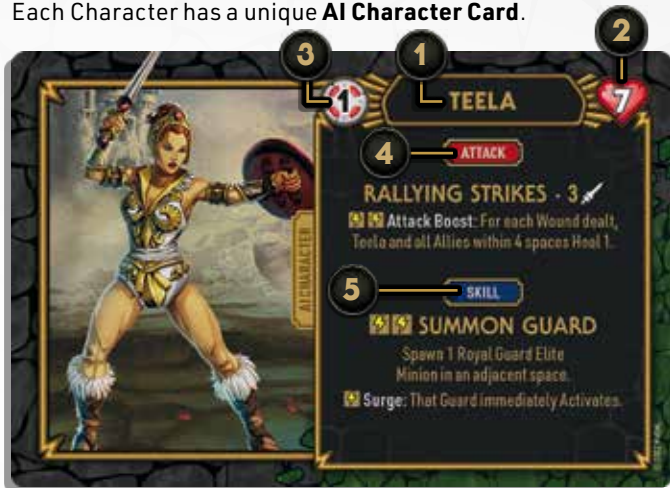 Each Character has a unique AI Character Card.
3
1
2
1
TEELA
7
4
ATTACK
RALLYING STRIKES - 3
Attack Boost: For each Wound dealt,
Teela and all Allies within 4 spaces Heal 1.
AI CHARACTER
5
SKILL
SUMMON GUARD
Spawn 1 Royal Guard Elite
Minion in an adjacent space.
Surge: That Guard immediately Activates.